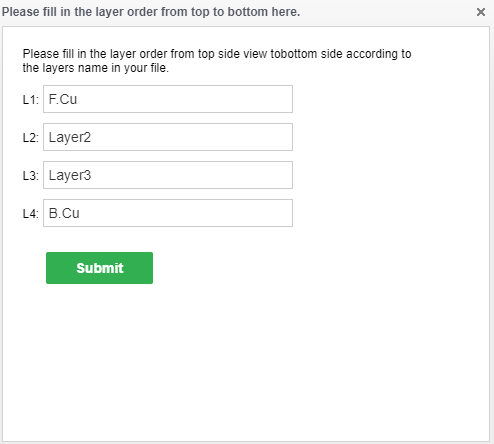 Please fill in the layer order from top to bottom here.
Please fill in the layer order from top side view tobottom side according to
the layers name in your file.
L1: F.Cu
L2: Layer2
L3: Layer3
L4: B.Cu
Submit